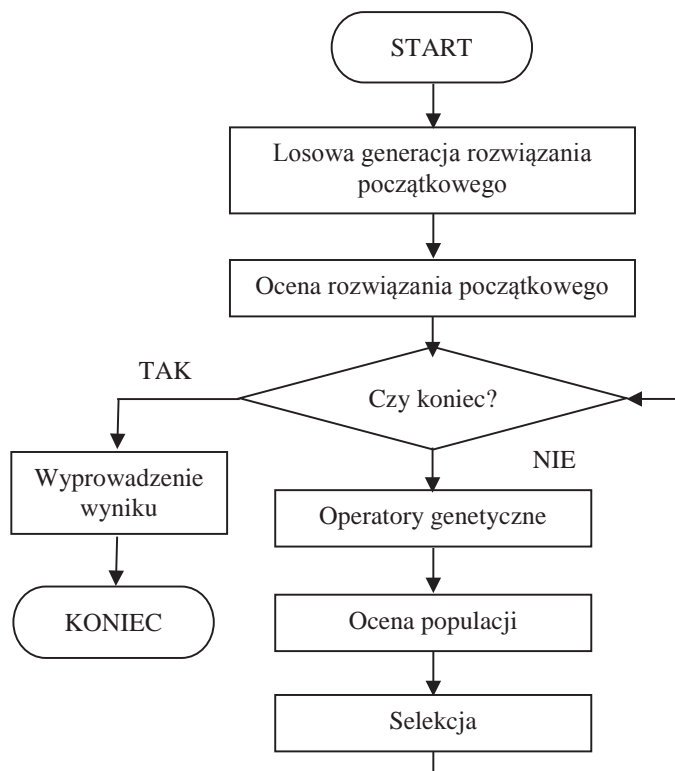 START
Losowa generacja rozwiązania
początkowego
Ocena rozwiązania początkowego
TAK
Czy koniec?
NIE
Wyprowadzenie
wyniku
Operatory genetyczne
KONIEC
Ocena populacji
Selekcja